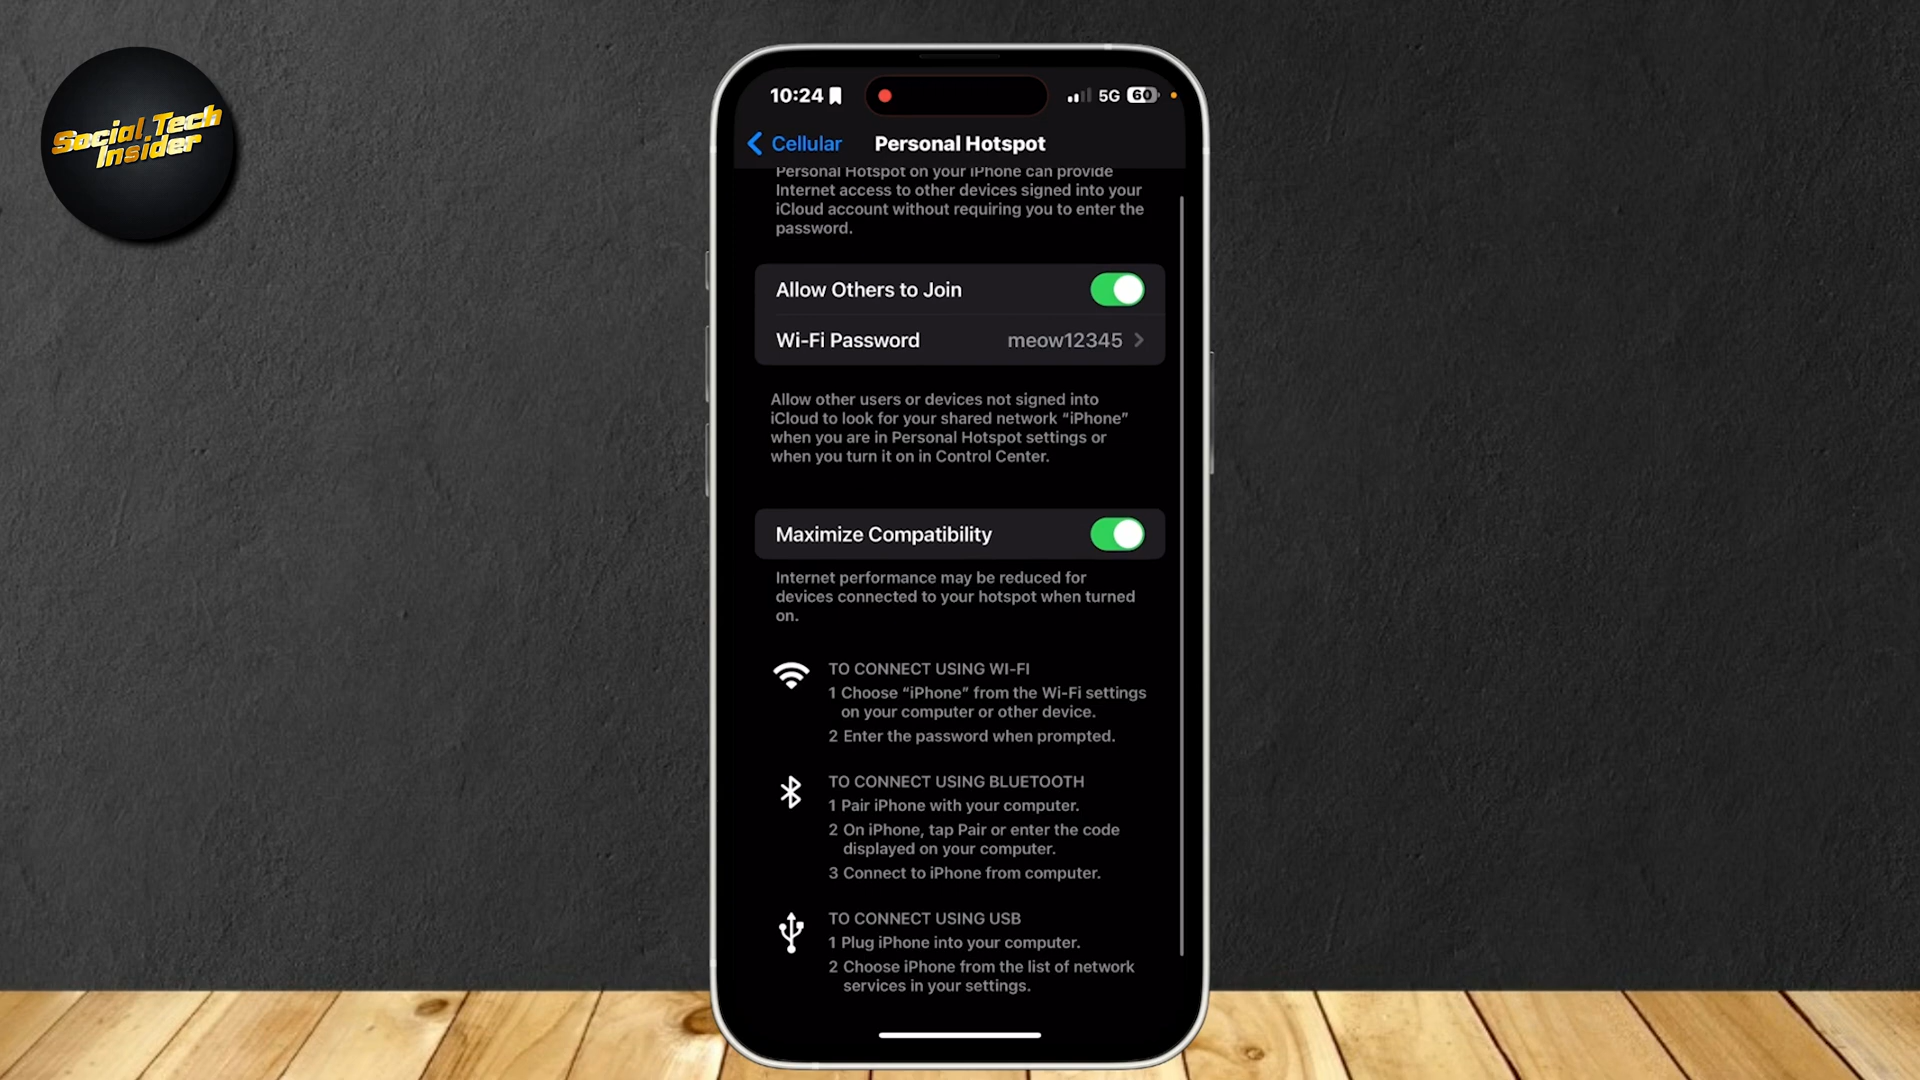 Social Tech
Insider
10:24
5G
60
Cellular
Personal Hotspot
Personal Hotspot on your iPhone can provide
Internet access to other devices signed into your
iCloud account without requiring you to enter the
password.
Allow Others to Join
Wi-Fi Password
meow12345
Allow other users or devices not signed into
iCloud to look for your shared network “iPhone”
when you are in Personal Hotspot settings or
when you turn it on in Control Center.
Maximize Compatibility
Internet performance may be reduced for
devices connected to your hotspot when turned
on.
TO CONNECT USING WI-FI
1 Choose “iPhone” from the Wi-Fi settings
on your computer or other device.
2 Enter the password when prompted.
TO CONNECT USING BLUETOOTH
1 Pair iPhone with your computer.
2 On iPhone, tap Pair or enter the code
displayed on your computer.
3 Connect to iPhone from computer.
TO CONNECT USING USB
1 Plug iPhone into your computer.
2 Choose iPhone from the list of network
services in your settings.